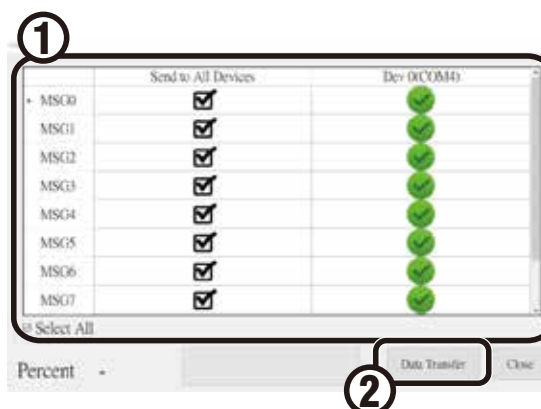 1
Send to All Devices Dev 0(COM4)
MSG0
MSG1
MSG2
MSG3
MSG4
MSG5
MSG6
MSG7
Select All
Percent - Data Transfer Close
2